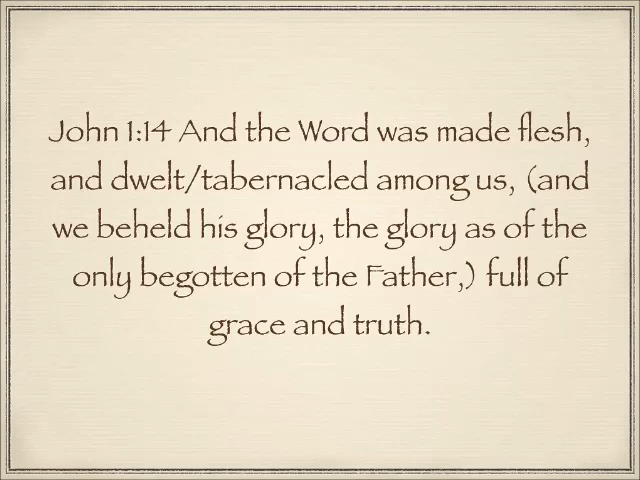 John 1:14 And the Word was made flesh,
and dwelt/tabernacled among us, (and
we beheld his glory, the glory as of the
only begotten of the Father,) full of
grace and truth.